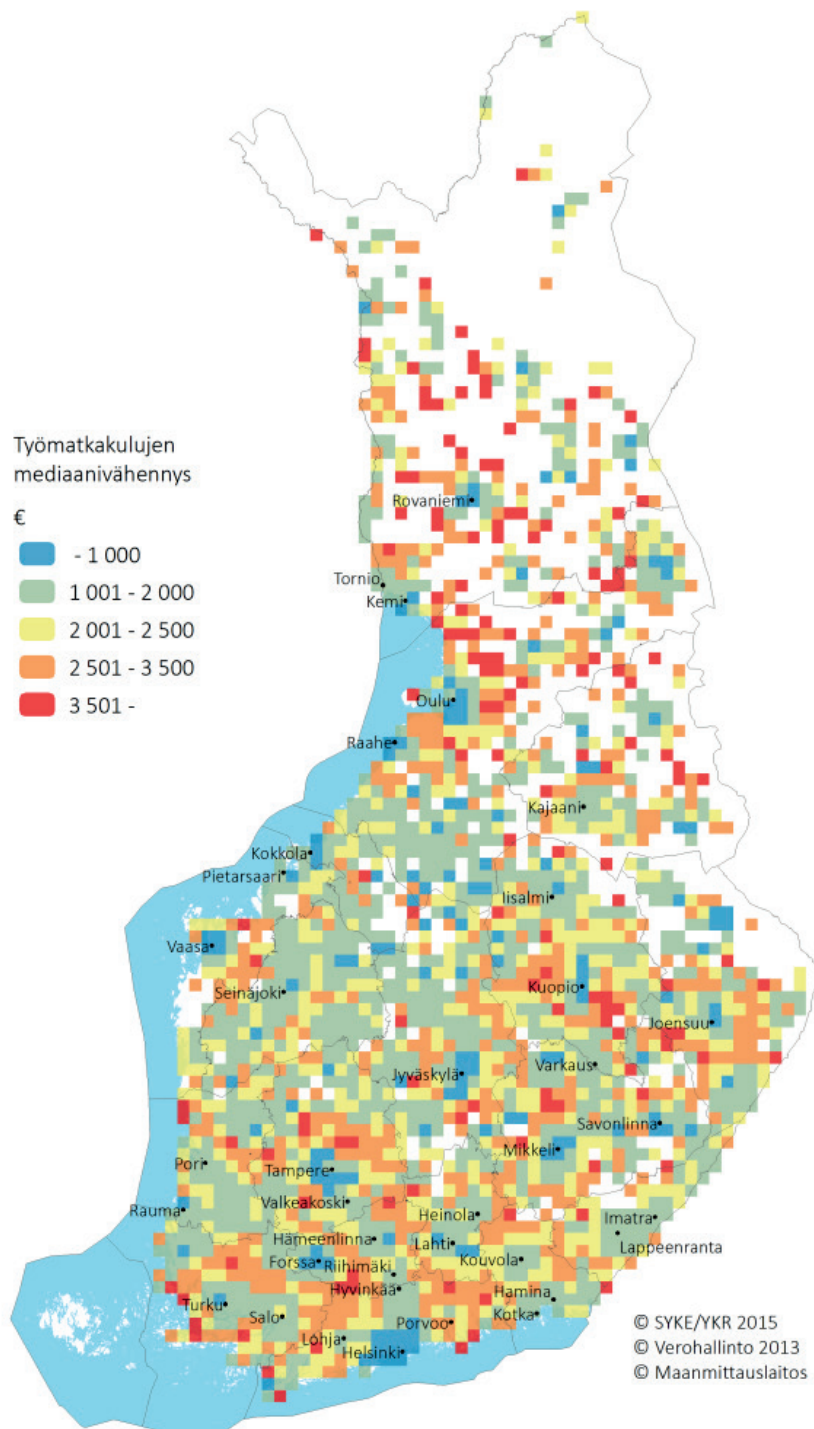 Työmatkakulujen
mediaanivähennys
€
- 1 000
1 001 - 2 000
2 001 - 2 500
2 501 - 3 500
3 501 -
Rovaniemi
Tornio
Kemi
Oulu
Raahe
Kajaani
Kokkola
Pietarsaari
Iisalmi
Vaasa
Kuopio
Seinäjoki
Joensuu
Varkaus
Jyväskylä
Savonlinna
Mikkeli
Pori
Tampere
Valkeakoski
Rauma
Heinola
Imatra
Hämeenlinna
Lahti
Lappeenranta
Forssa
Kouvola
Riihimäki
Hyvinkää
Hamina
Turku
Salo
Porvoo
Kotka
Lohja
Helsinki
© SYKE/YKR 2015
© Verohallinto 2013
© Maanmittauslaitos